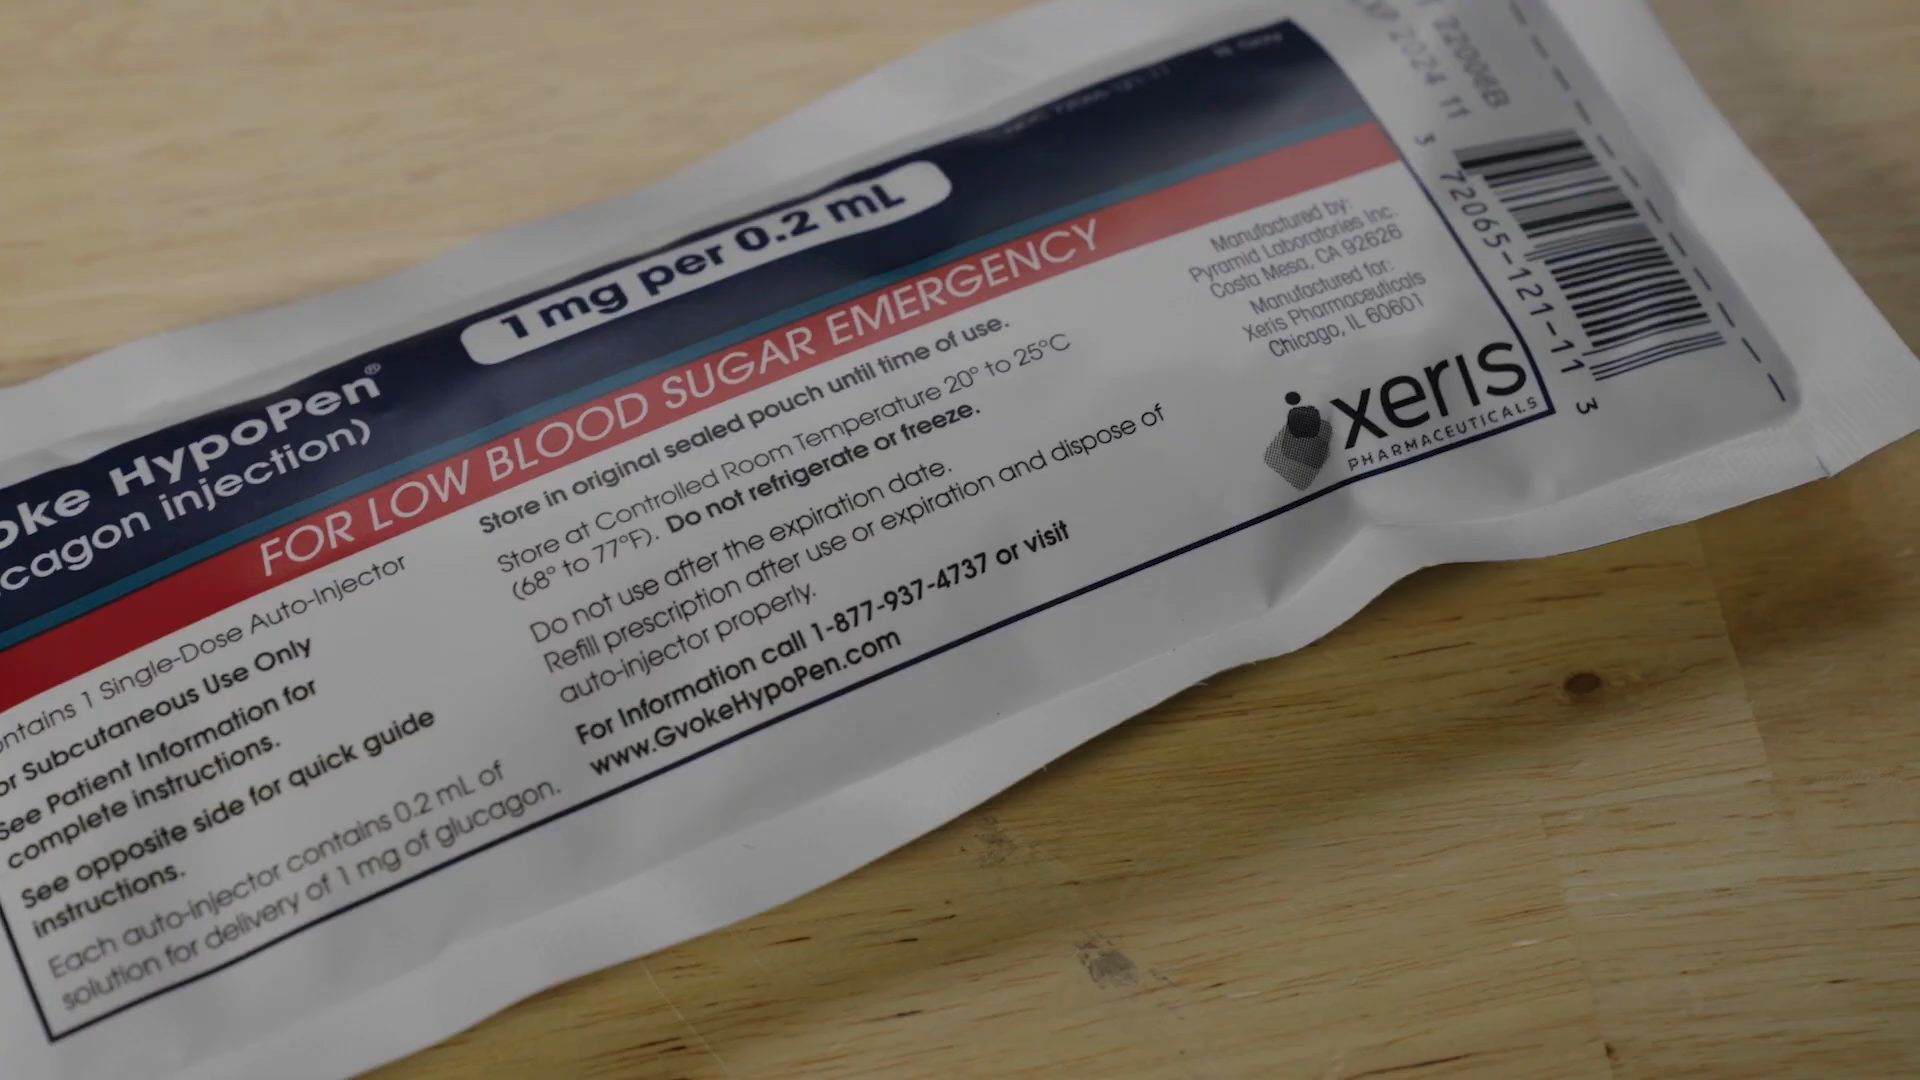 HypoPen®
injection)
1 mg per 0.2 mL
FOR LOW BLOOD SUGAR EMERGENCY
1 Single-Dose Auto-Injector
Subcutaneous Use Only
See Patient Information for
complete instructions.
See opposite side for quick guide
instructions.
Each auto-injector contains 0.2 mL of
solution for delivery of 1 mg of glucagon.
Store in original sealed pouch until time of use.
Store at Controlled Room Temperature 20° to 25°C
(68° to 77°F). Do not refrigerate or freeze.
Do not use after the expiration date.
Refill prescription after use or expiration and dispose of
auto-injector properly.
For Information call 1-877-937-4737 or visit
www.GvokeHypoPen.com
Manufactured by:
Pyramid Laboratories Inc.
Costa Mesa, CA 92626
Manufactured for:
Xeris Pharmaceuticals
Chicago, IL 60601
xeris
PHARMACEUTICALS
22006B
2024 11
3 72065-121-11 3